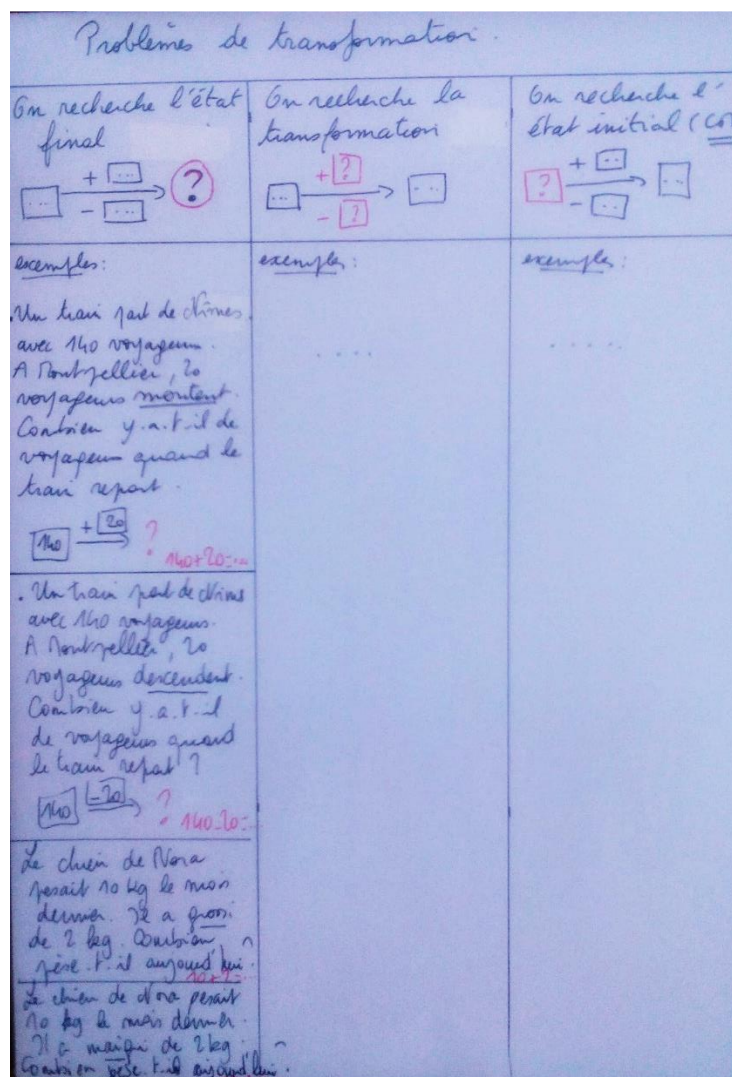 Problèmes de transformation.
On recherche l'état
final
+ ...
... → ?
- ...
On recherche la
transformation
+ ?
... → ...
- ?
On recherche l'
état initial (
+ ...
? → ...
- ...
exemples:
.Un train part de Nîmes
avec 140 voyageurs.
A Montpellier, 20
voyageurs montent.
Combien y.a.t.il de
voyageurs quand le
train repart.
+ 20
140 → ?
140+20=...
. Un train part de Nîmes
avec 140 voyageurs.
A Montpellier, 20
voyageurs descendent.
Combien y.a.t.il
de voyageurs quand
le train repart ?
-20
140 → ?
140-20=
Le chien de Nora
pesait 10 kg le mois
dernier. Il a grossi
de 2 kg. Combien
pèse.t.il aujourd'hui.
10+2=
Le chien de Nora pesait
10 kg le mois dernier.
Il a maigri de 2 kg.
Combien pèse.t.il aujourd'hui.
exemples:
....
exemples:
.....